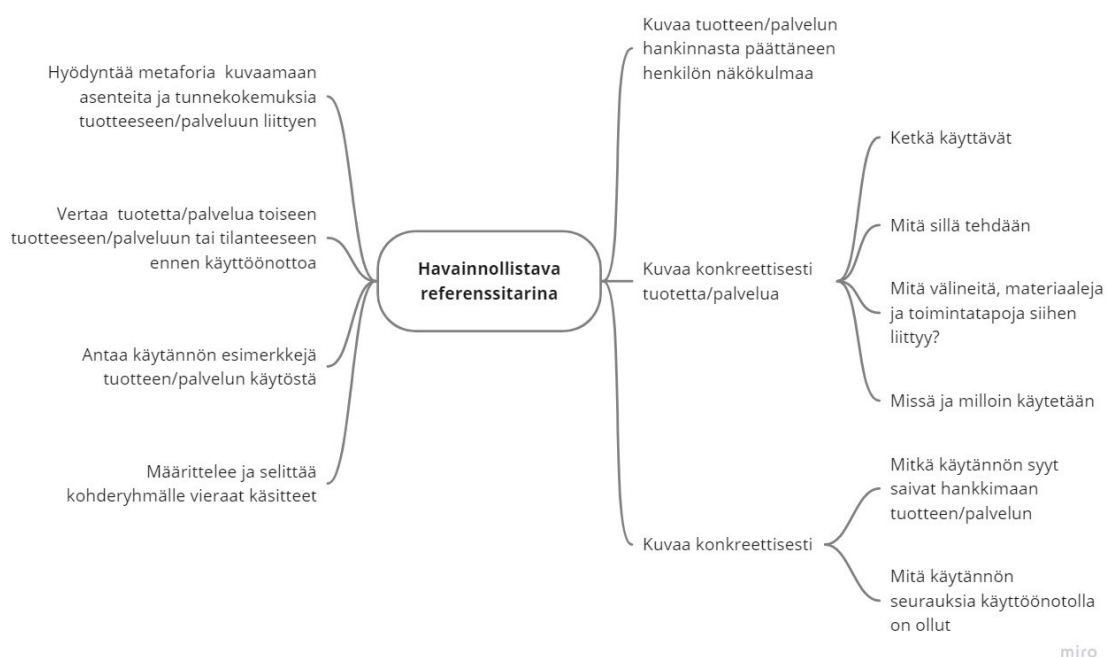 Havainnollistava
referenssitarina
Hyödyntää metaforia kuvaamaan
asenteita ja tunnekokemuksia
tuotteeseen/palveluun liittyen
Vertaa tuotetta/palvelua toiseen
tuotteeseen/palveluun tai tilanteeseen
ennen käyttöönottoa
Antaa käytännön esimerkkejä
tuotteen/palvelun käytöstä
Määrittelee ja selittää
kohderyhmälle vieraat käsitteet
Kuvaa tuotteen/palvelun
hankinnasta päättäneen
henkilön näkökulmaa
Kuvaa konkreettisesti
tuotetta/palvelua
Ketkä käyttävät
Mitä sillä tehdään
Mitä välineitä, materiaaleja
ja toimintatapoja siihen
liittyy?
Missä ja milloin käytetään
Kuvaa konkreettisesti
Mitkä käytännön syyt
saivat hankkimaan
tuotteen/palvelun
Mitä käytännön
seurauksia käyttöönotolla
on ollut
miro